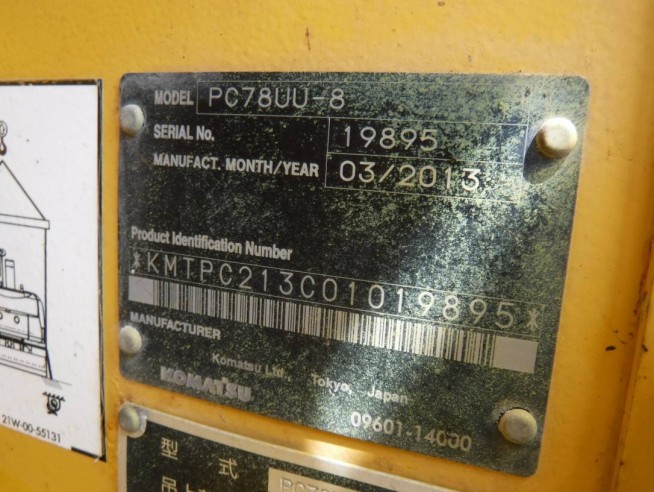 MODEL PC78UU-8
SERIAL No. 19895
MANUFACT. MONTH/YEAR 03/2013
Product Identification Number
*KMTPC213C01019895*
MANUFACTURER
Komatsu Ltd., Tokyo, Japan
KOMATSU
09601-14000
21W-00-55131
型式